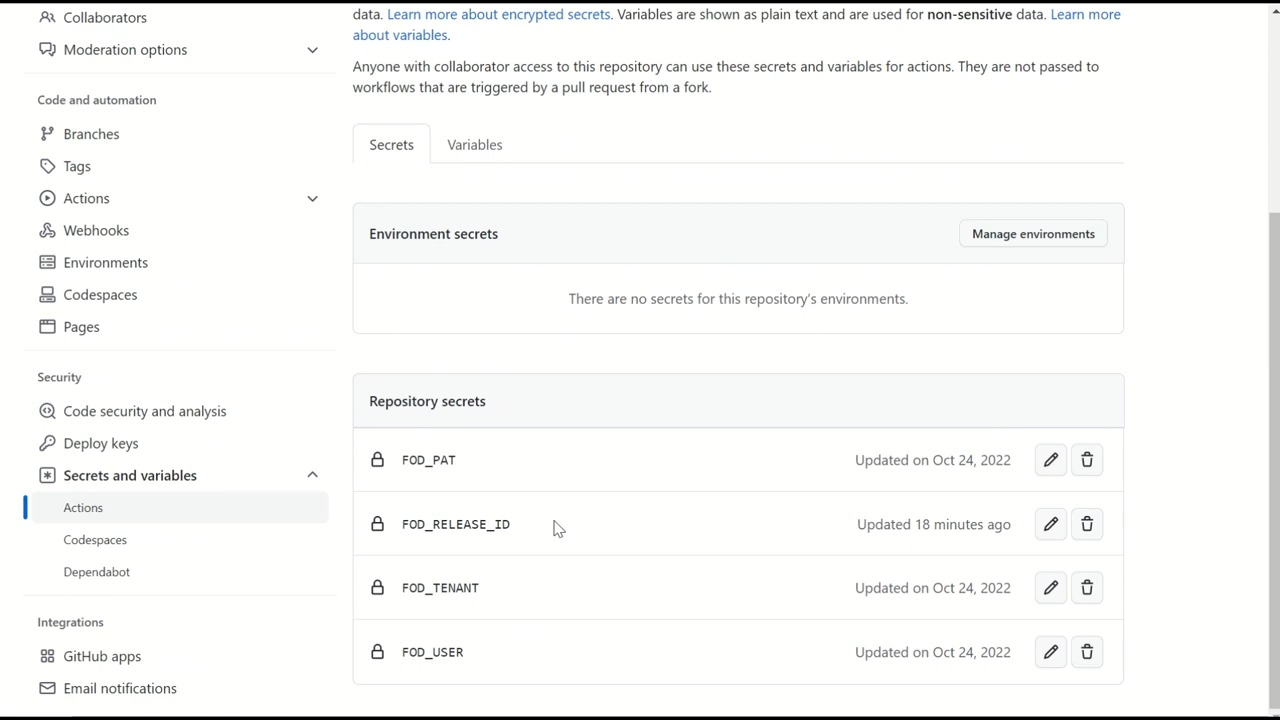 Collaborators
Moderation options
Code and automation
Branches
Tags
Actions
Webhooks
Environments
Codespaces
Pages
Security
Code security and analysis
Deploy keys
Secrets and variables
Actions
Codespaces
Dependabot
Integrations
GitHub apps
Email notifications
data. Learn more about encrypted secrets. Variables are shown as plain text and are used for non-sensitive data. Learn more
about variables.
Anyone with collaborator access to this repository can use these secrets and variables for actions. They are not passed to
workflows that are triggered by a pull request from a fork.
Secrets Variables
Environment secrets Manage environments
There are no secrets for this repository's environments.
Repository secrets
FOD_PAT Updated on Oct 24, 2022
FOD_RELEASE_ID Updated 18 minutes ago
FOD_TENANT Updated on Oct 24, 2022
FOD_USER Updated on Oct 24, 2022